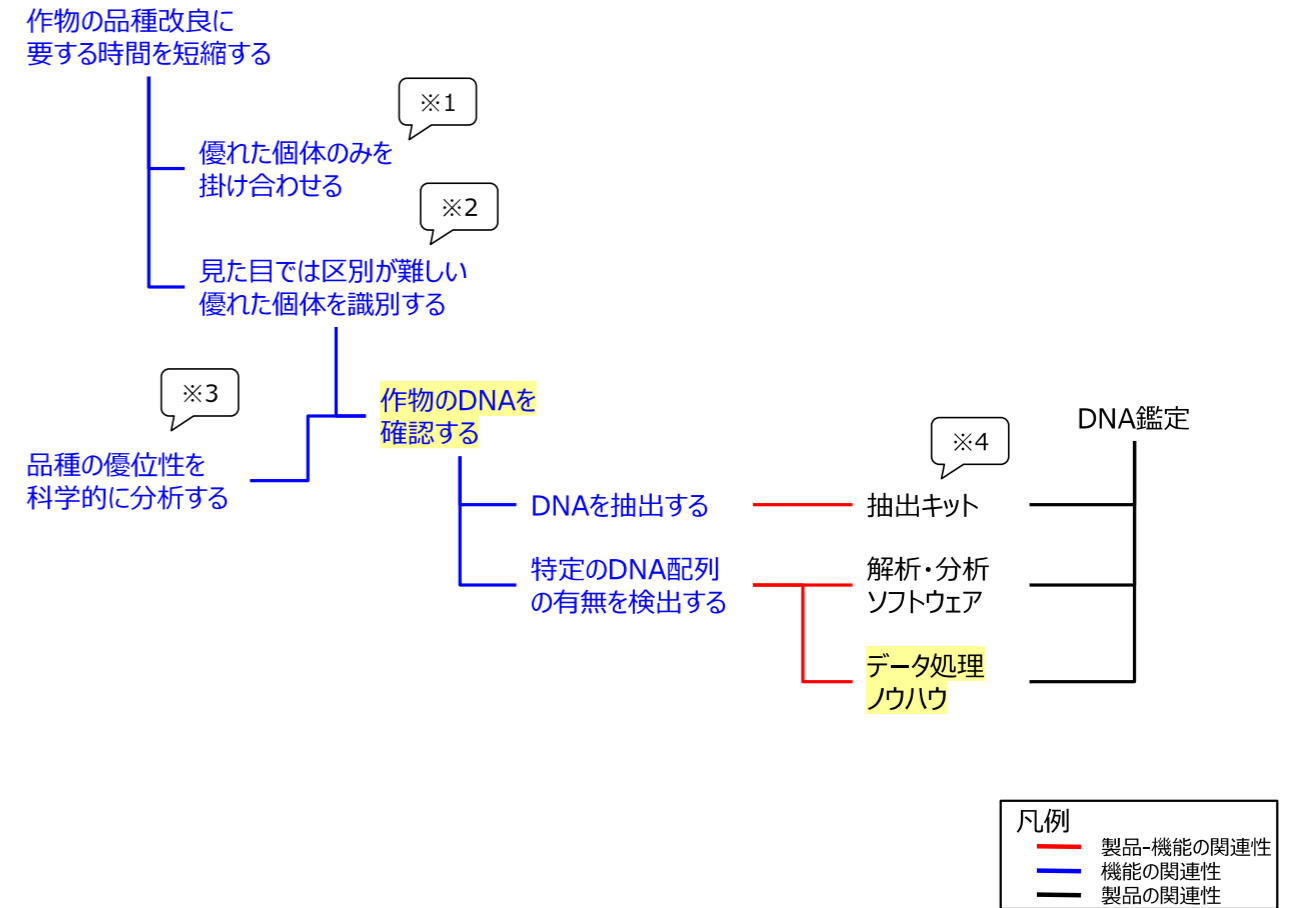 作物の品種改良に
要する時間を短縮する
※1
優れた個体のみを
掛け合わせる
※2
見た目では区別が難しい
優れた個体を識別する
※3
作物のDNAを
確認する
品種の優位性を
科学的に分析する
DNA鑑定
※4
DNAを抽出する
抽出キット
特定のDNA配列
の有無を検出する
解析・分析
ソフトウェア
データ処理
ノウハウ
凡例
製品-機能の関連性
機能の関連性
製品の関連性